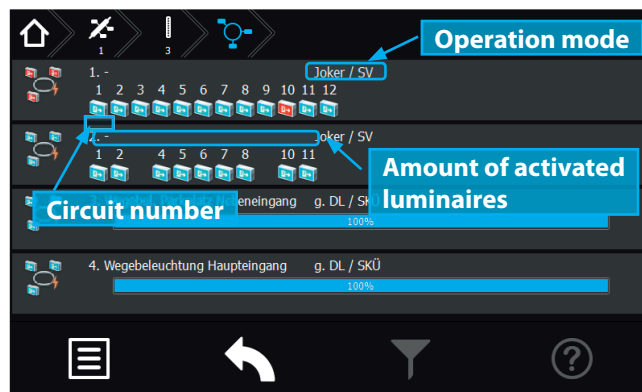 1 3
Operation mode
1. - Joker / SV
1 2 3 4 5 6 7 8 9 10 11 12
2. - Joker / SV
1 2 4 5 6 7 8 10 11
Amount of activated
luminaires
Circuit number
eneingang g. DL / SKÜ
100%
4. Wegebeleuchtung Haupteingang g. DL / SKÜ
100%
?